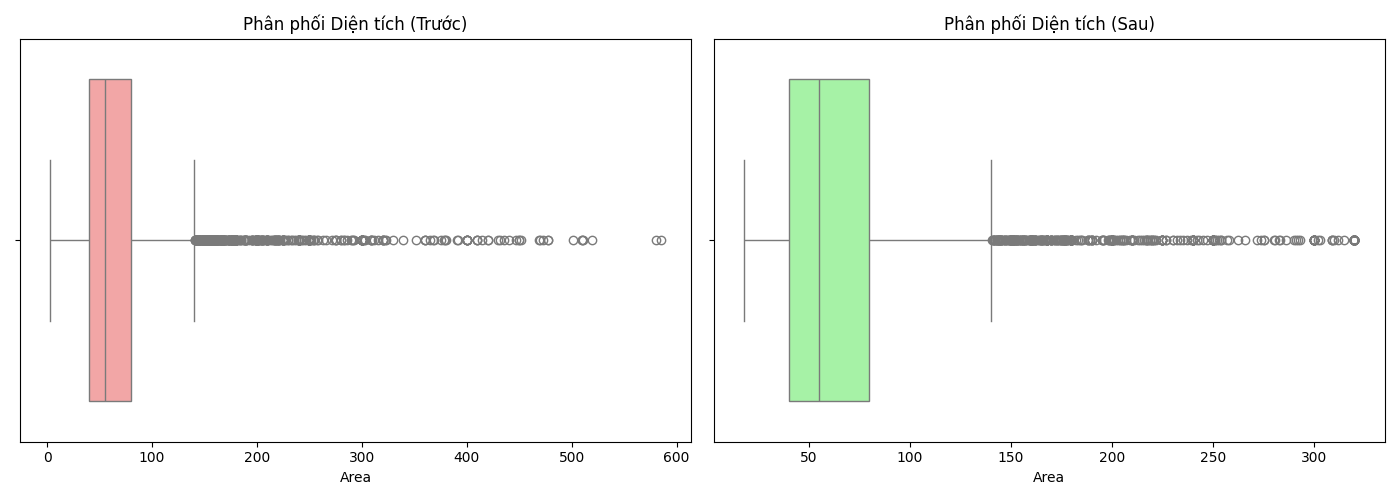 Phân phối Diện tích (Trước)
0 100 200 300 400 500 600
Area
Phân phối Diện tích (Sau)
50 100 150 200 250 300
Area